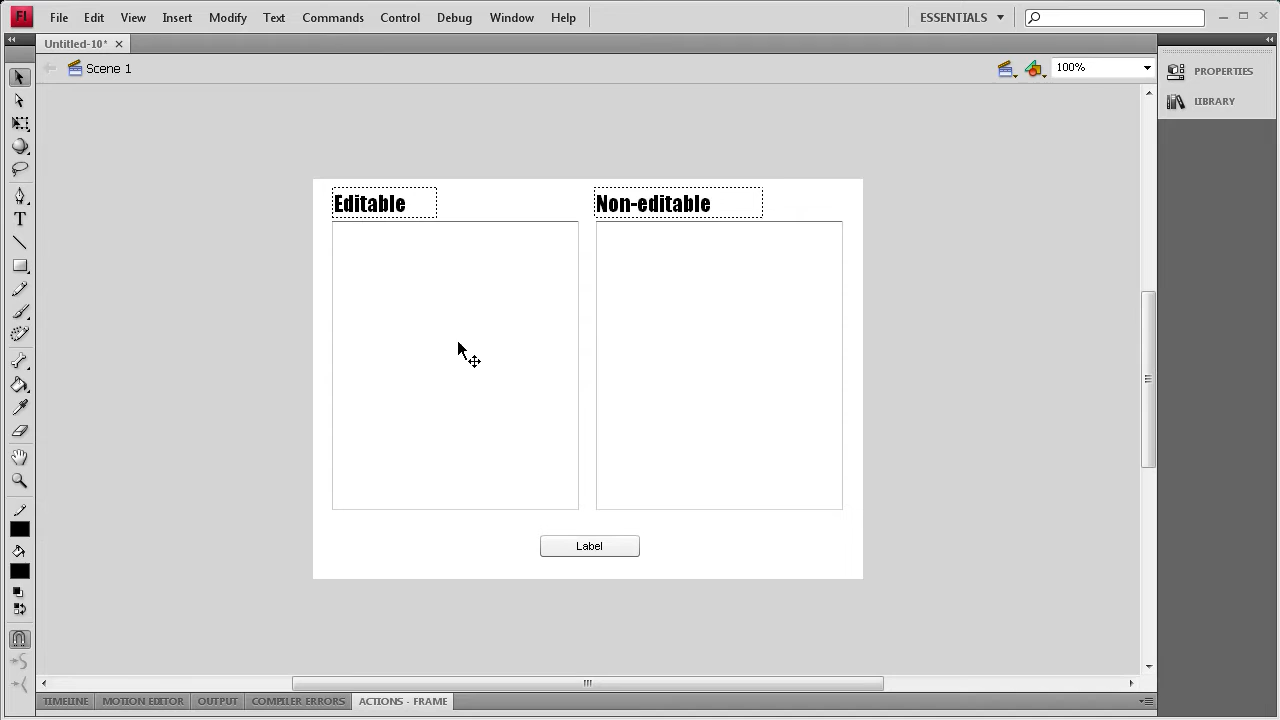 Fl File Edit View Insert Modify Text Commands Control Debug Window Help ESSENTIALS
Untitled-10*
Scene 1 100%
PROPERTIES
LIBRARY
Editable Non-editable
Label
TIMELINE MOTION EDITOR OUTPUT COMPILER ERRORS ACTIONS - FRAME